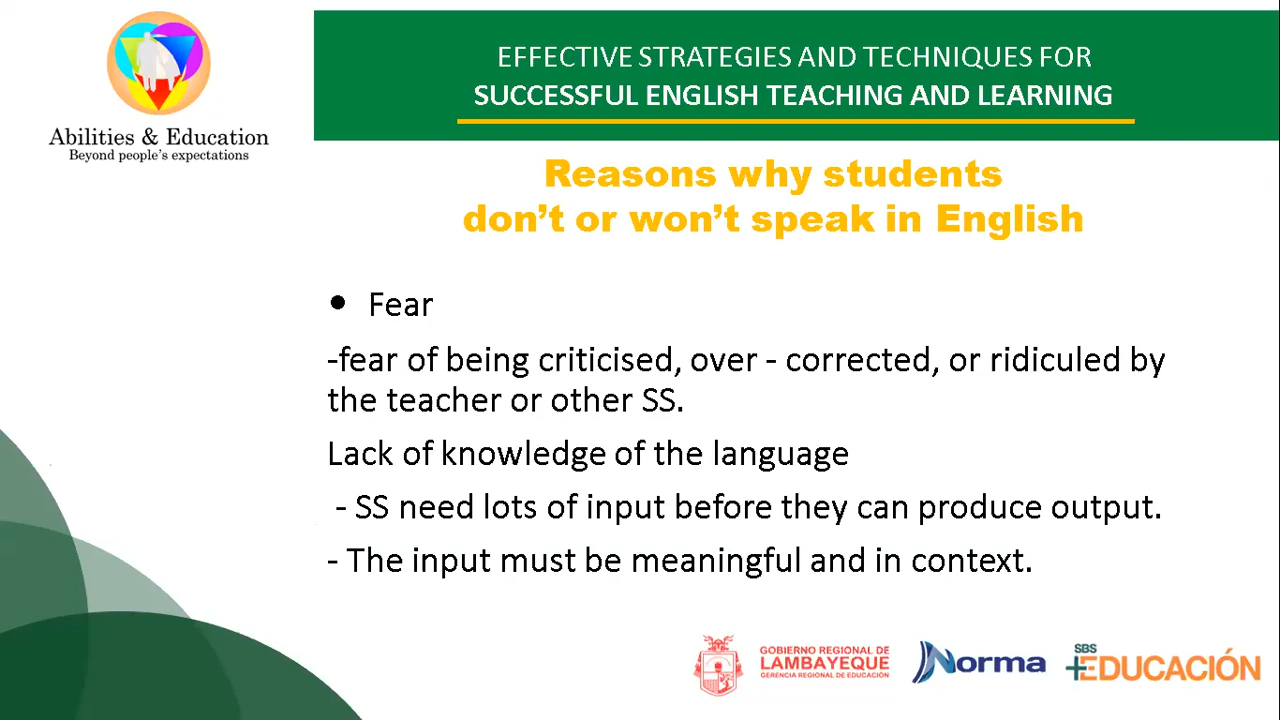 Abilities & Education
Beyond people's expectations
EFFECTIVE STRATEGIES AND TECHNIQUES FOR
SUCCESSFUL ENGLISH TEACHING AND LEARNING
Reasons why students
don't or won't speak in English
• Fear
-fear of being criticised, over - corrected, or ridiculed by
the teacher or other SS.
Lack of knowledge of the language
- SS need lots of input before they can produce output.
- The input must be meaningful and in context.
GOBIERNO REGIONAL DE
LAMBAYEQUE
GERENCIA REGIONAL DE EDUCACIÓN
Norma
SBS
+EDUCACIÓN